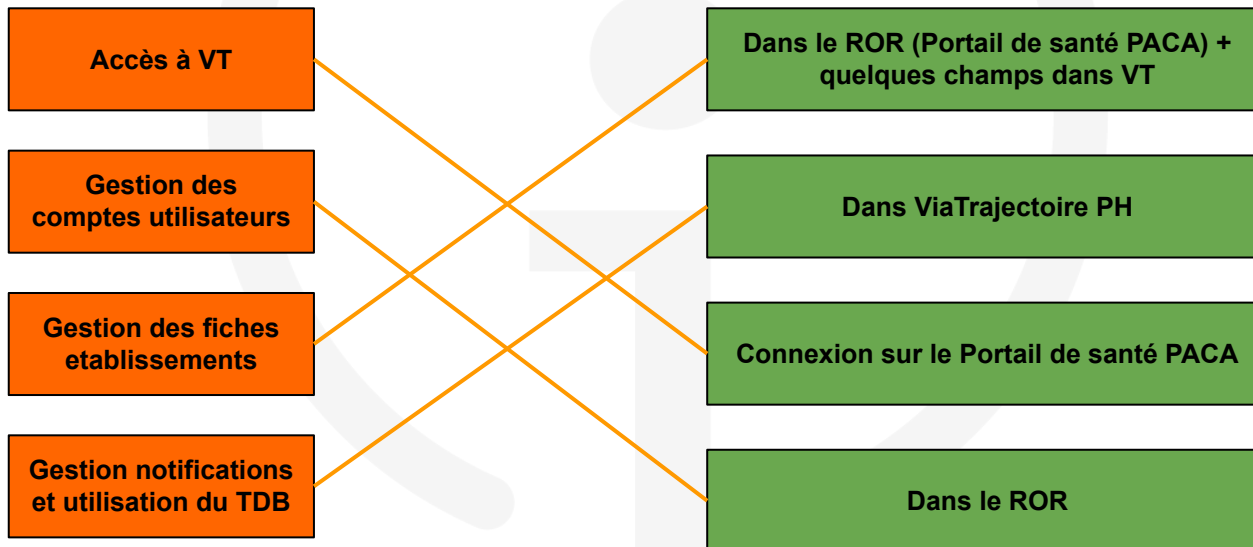 Accès à VT
Dans le ROR (Portail de santé PACA) +
quelques champs dans VT
Gestion des
comptes utilisateurs
Dans ViaTrajectoire PH
Gestion des fiches
etablissements
Connexion sur le Portail de santé PACA
Gestion notifications
et utilisation du TDB
Dans le ROR